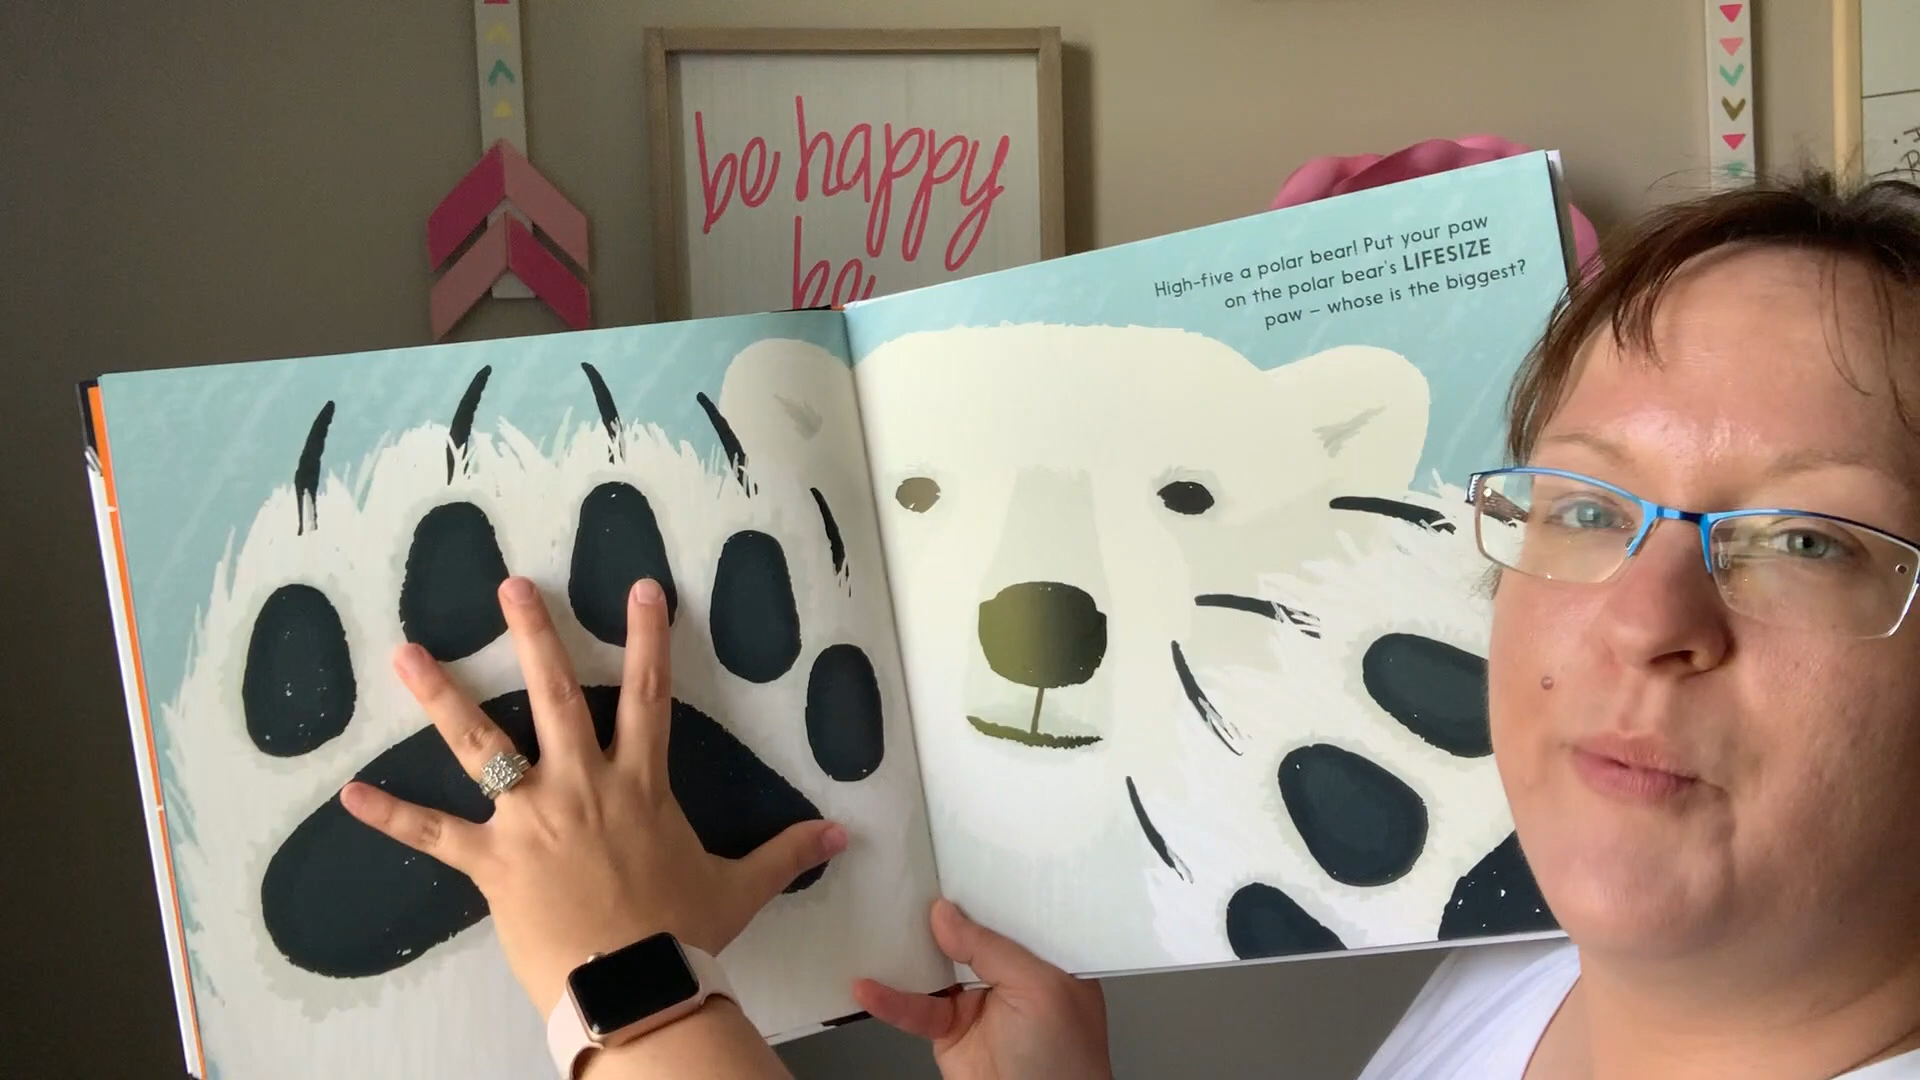 be happy
be
High-five a polar bear! Put your paw
on the polar bear's LIFESIZE
paw – whose is the biggest?